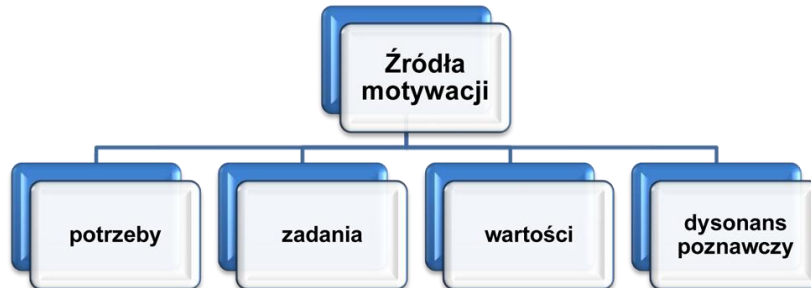 Źródła
motywacji
potrzeby
zadania
wartości
dysonans
poznawczy